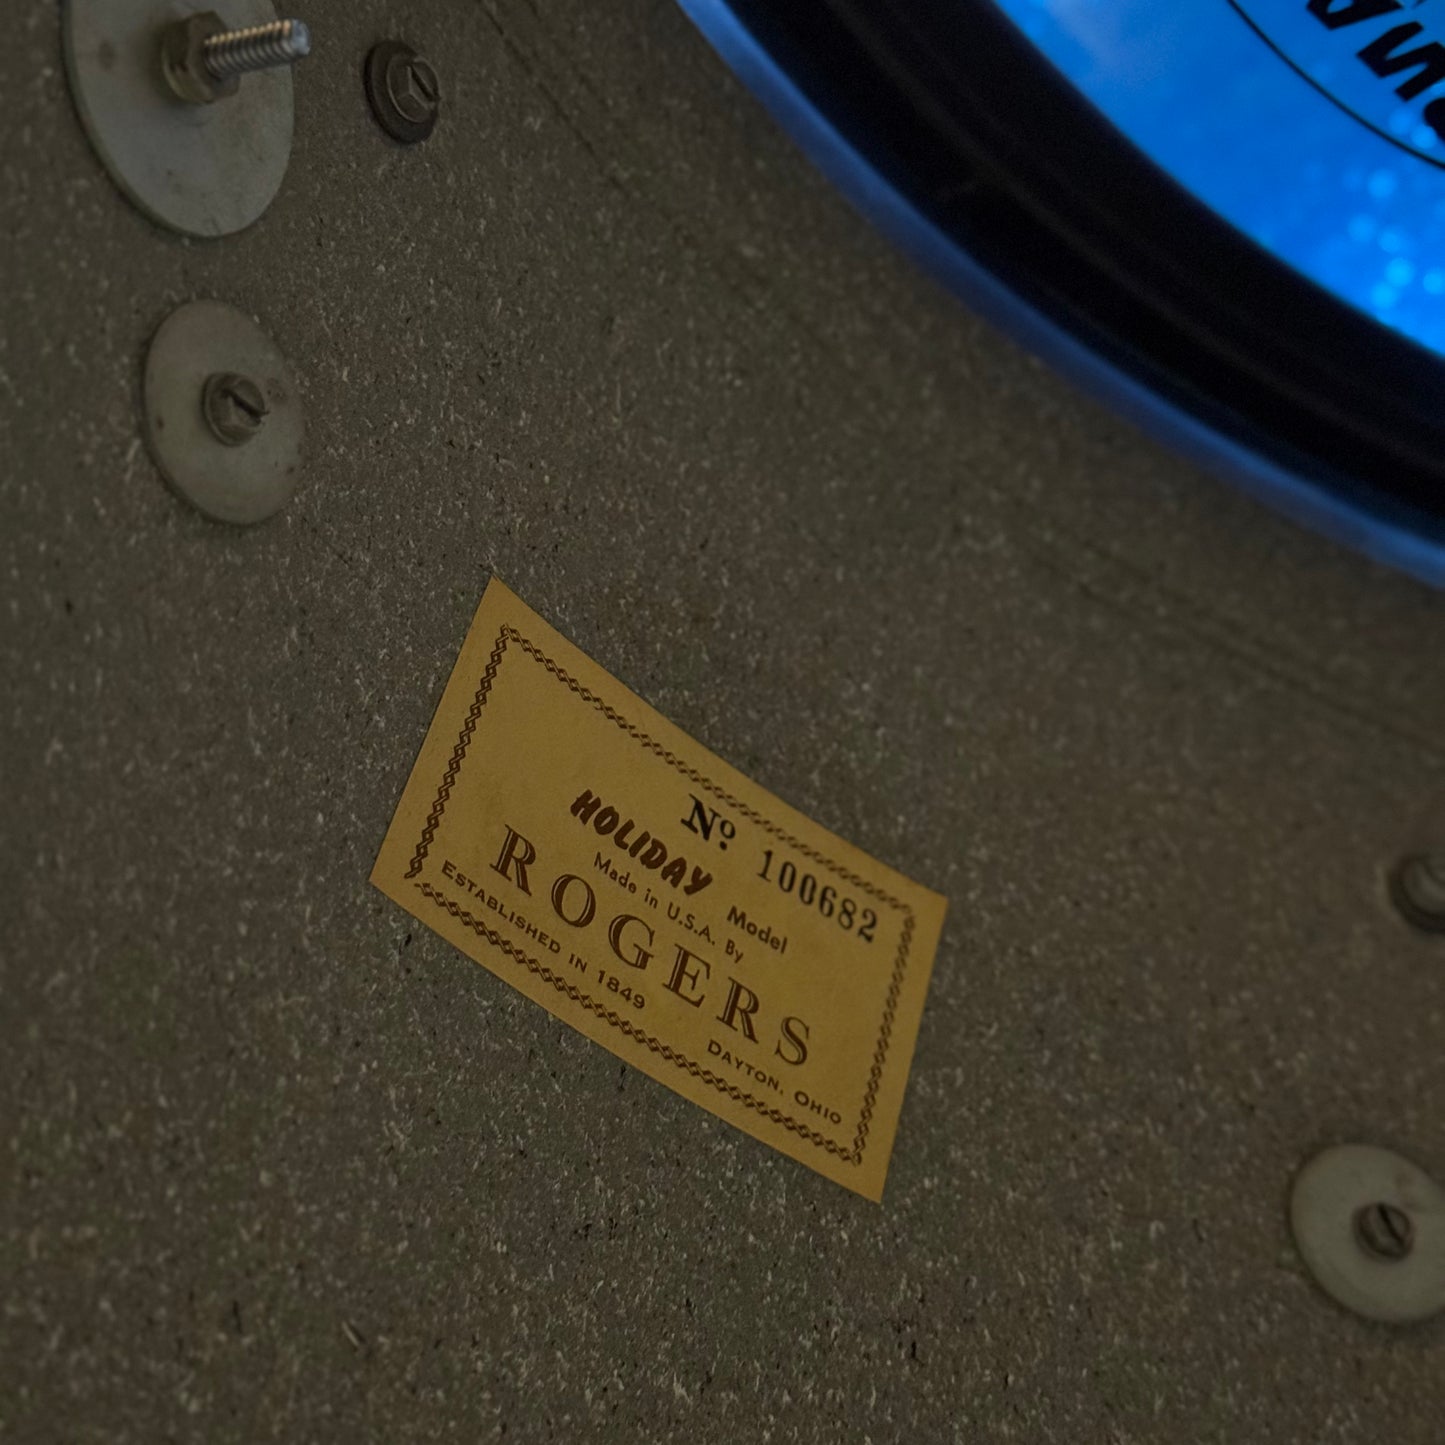 Nº 100682
HOLIDAY Model
Made in U.S.A. By
ROGERS
ESTABLISHED IN 1849 DAYTON, OHIO